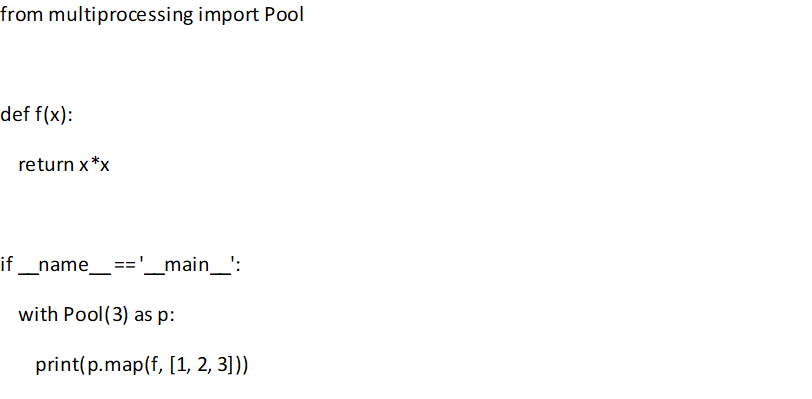 from multiprocessing import Pool
def f(x):
return x*x
if __name__ == '__main__':
with Pool(3) as p:
print(p.map(f, [1, 2, 3]))